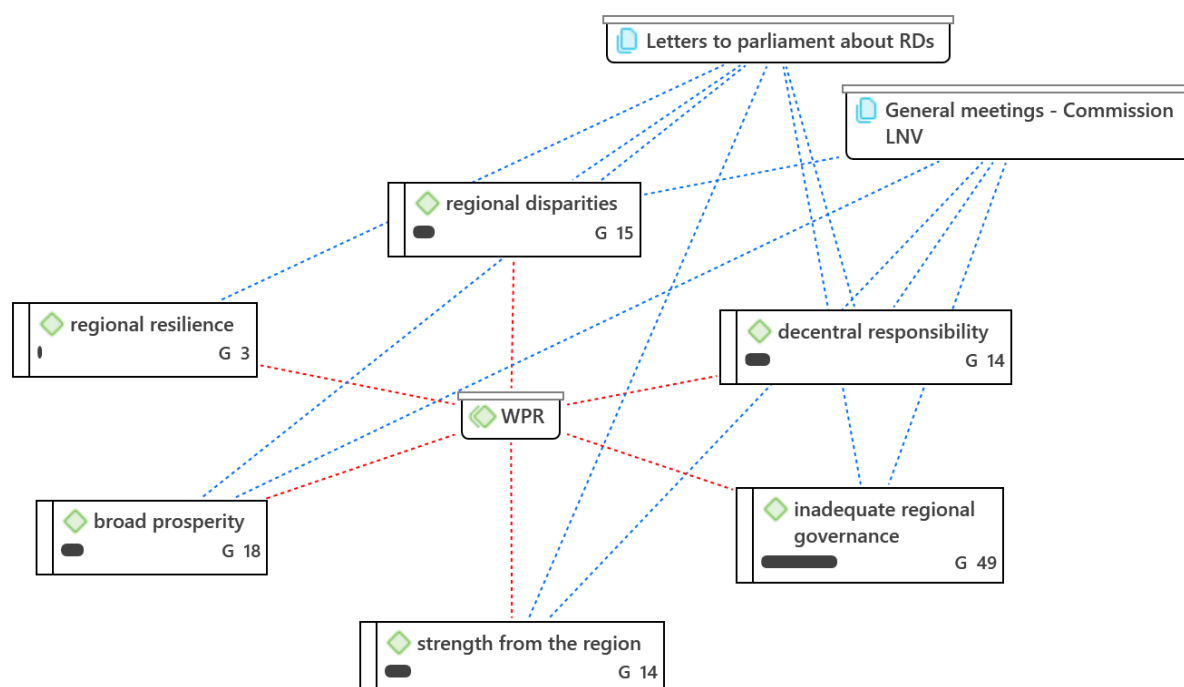 Letters to parliament about RDs
General meetings - Commission
LNV
regional disparities
G 15
regional resilience
G 3
decentral responsibility
G 14
WPR
broad prosperity
G 18
inadequate regional
governance
G 49
strength from the region
G 14